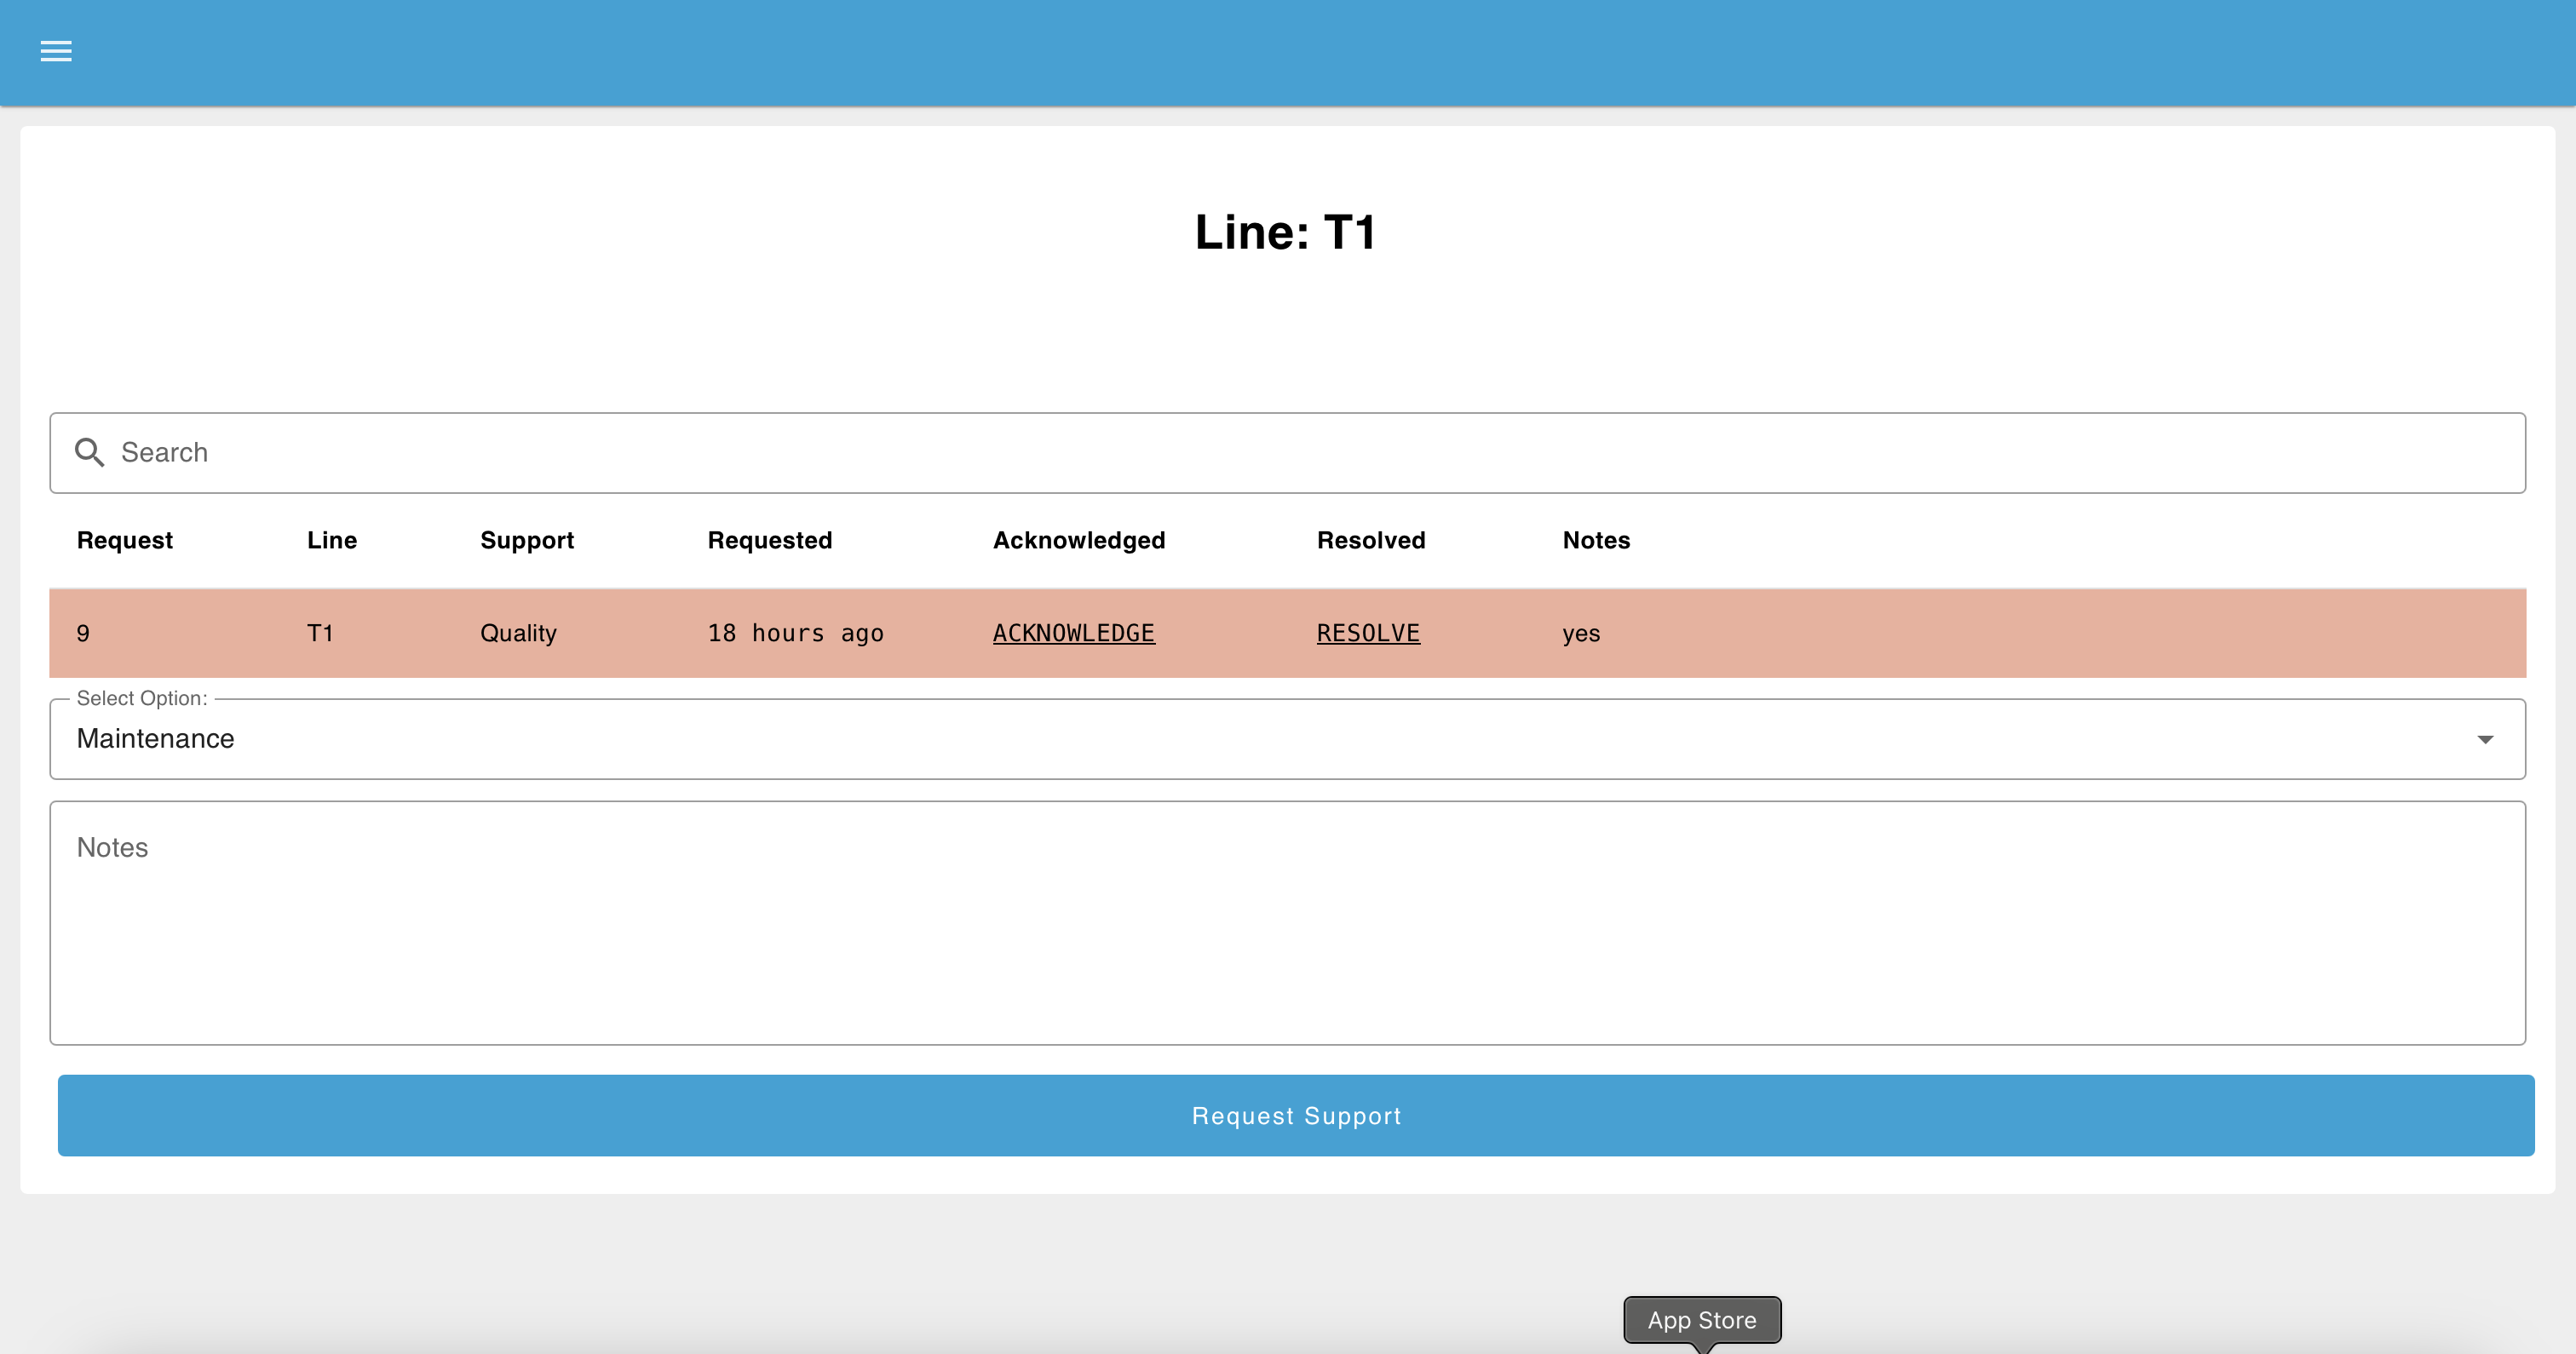 Line: T1
Search
Request Line Support Requested Acknowledged Resolved Notes
9 T1 Quality 18 hours ago ACKNOWLEDGE RESOLVE yes
Select Option:
Maintenance
Notes
Request Support
App Store